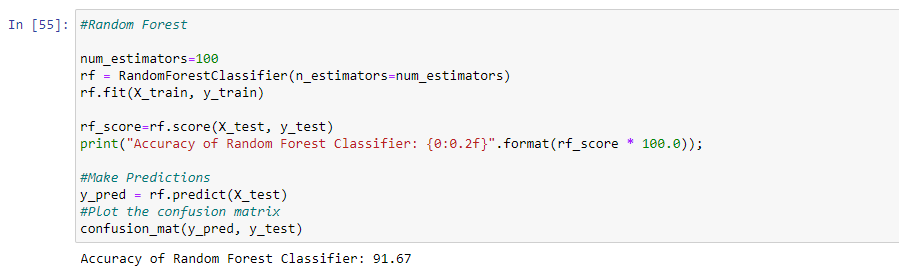 In [55]: #Random Forest
num_estimators=100
rf = RandomForestClassifier(n_estimators=num_estimators)
rf.fit(X_train, y_train)
rf_score=rf.score(X_test, y_test)
print("Accuracy of Random Forest Classifier: {0:0.2f}".format(rf_score * 100.0));
#Make Predictions
y_pred = rf.predict(X_test)
#Plot the confusion matrix
confusion_mat(y_pred, y_test)
Accuracy of Random Forest Classifier: 91.67